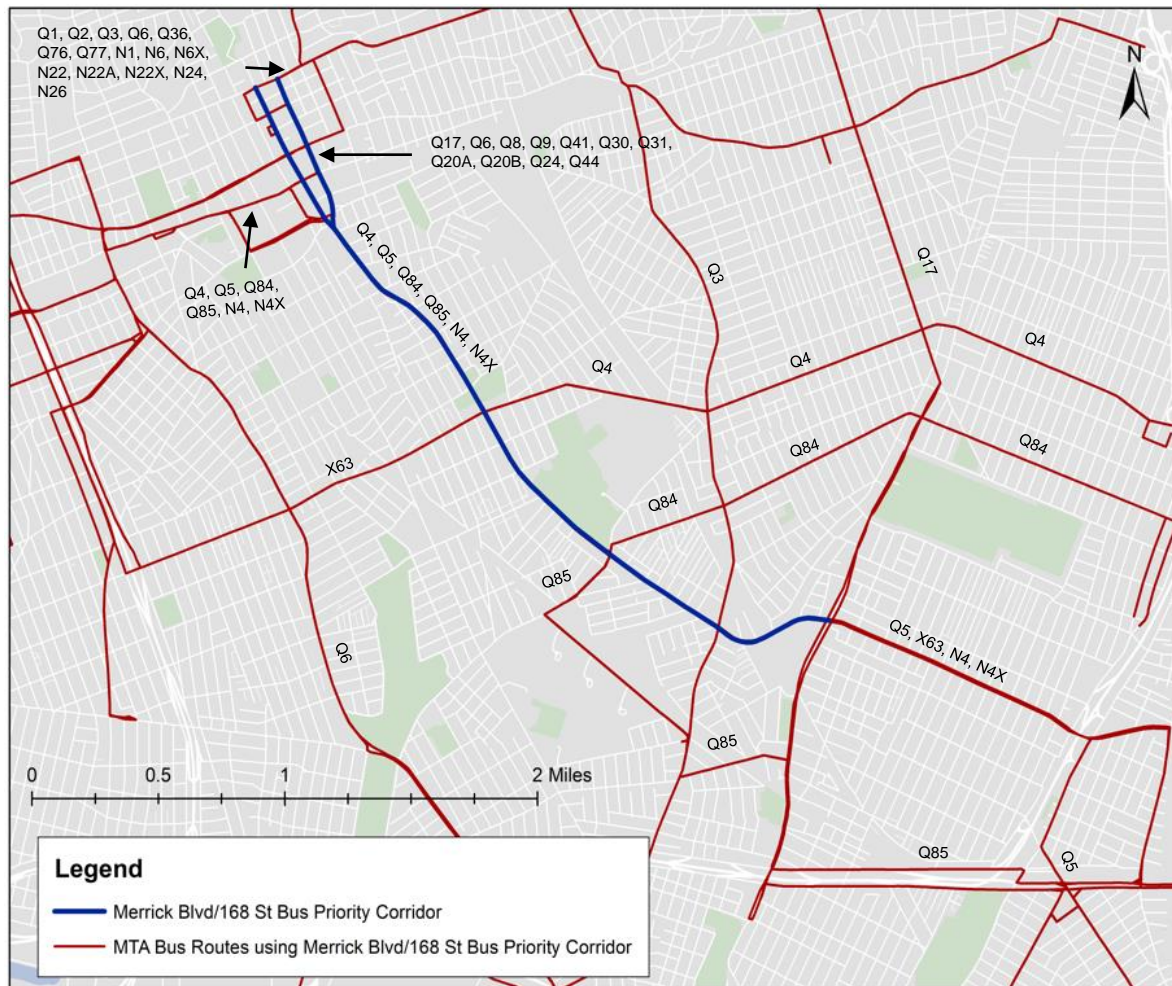 Q1, Q2, Q3, Q6, Q36,
Q76, Q77, N1, N6, N6X,
N22, N22A, N22X, N24,
N26
N
Q17, Q6, Q8, Q9, Q41, Q30, Q31,
Q20A, Q20B, Q24, Q44
Q4, Q5, Q84, Q85, N4, N4X
Q3
Q17
Q4, Q5, Q84,
Q85, N4, N4X
Q4
Q4
Q4
X63
Q84
Q84
Q84
Q85
Q6
Q5, X63, N4, N4X
Q85
0 0.5 1 2 Miles
Q85
Q5
Legend
Merrick Blvd/168 St Bus Priority Corridor
MTA Bus Routes using Merrick Blvd/168 St Bus Priority Corridor